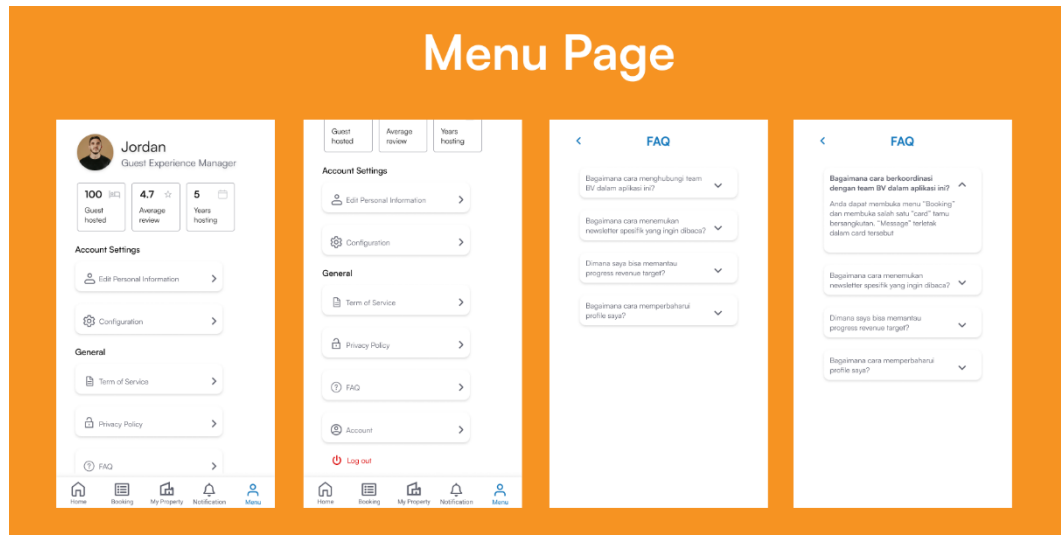 Menu Page
Jordan
Guest Experience Manager
100
4.7
5
Guest
hosted
Average
review
Years
hosting
Account Settings
Edit Personal Information
Configuration
General
Term of Service
Privacy Policy
FAQ
Home
Booking
My Property
Notification
Menu
Guest
hosted
Average
review
Years
hosting
Account Settings
Edit Personal Information
Configuration
General
Term of Service
Privacy Policy
FAQ
Account
Log out
Home
Booking
My Property
Notification
Menu
FAQ
Bagaimana cara menghubungi team
BV dalam aplikasi ini?
Bagaimana cara menemukan
newsletter spesifik yang ingin dibaca?
Dimana saya bisa memantau
progress revenue target?
Bagaimana cara memperbaharui
profile saya?
FAQ
Bagaimana cara berkoordinasi
dengan team BV dalam aplikasi ini?
Anda dapat membuka menu "Booking"
dan membuka salah satu "card" tamu
bersangkutan. "Message" terletak
dalam card tersebut
Bagaimana cara menemukan
newsletter spesifik yang ingin dibaca?
Dimana saya bisa memantau
progress revenue target?
Bagaimana cara memperbaharui
profile saya?